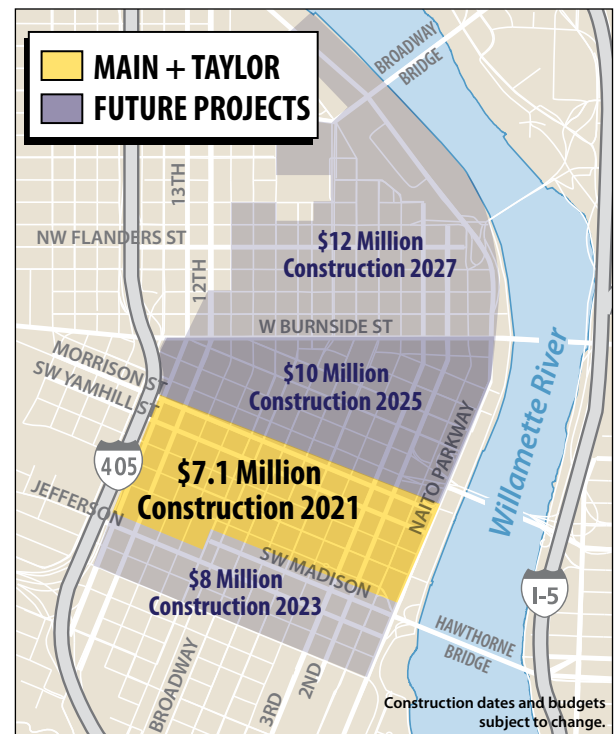 MAIN + TAYLOR
FUTURE PROJECTS
BROADWAY
BRIDGE
13TH
NW FLANDERS ST
12TH
$12 Million
Construction 2027
W BURNSIDE ST
MORRISON ST
SW YAMHILL ST
$10 Million
Construction 2025
NAITO PARKWAY
Willamette River
405
$7.1 Million
Construction 2021
JEFFERSON
SW MADISON
$8 Million
Construction 2023
I-5
HAWTHORNE
BRIDGE
BROADWAY
3RD
2ND
Construction dates and budgets
subject to change.